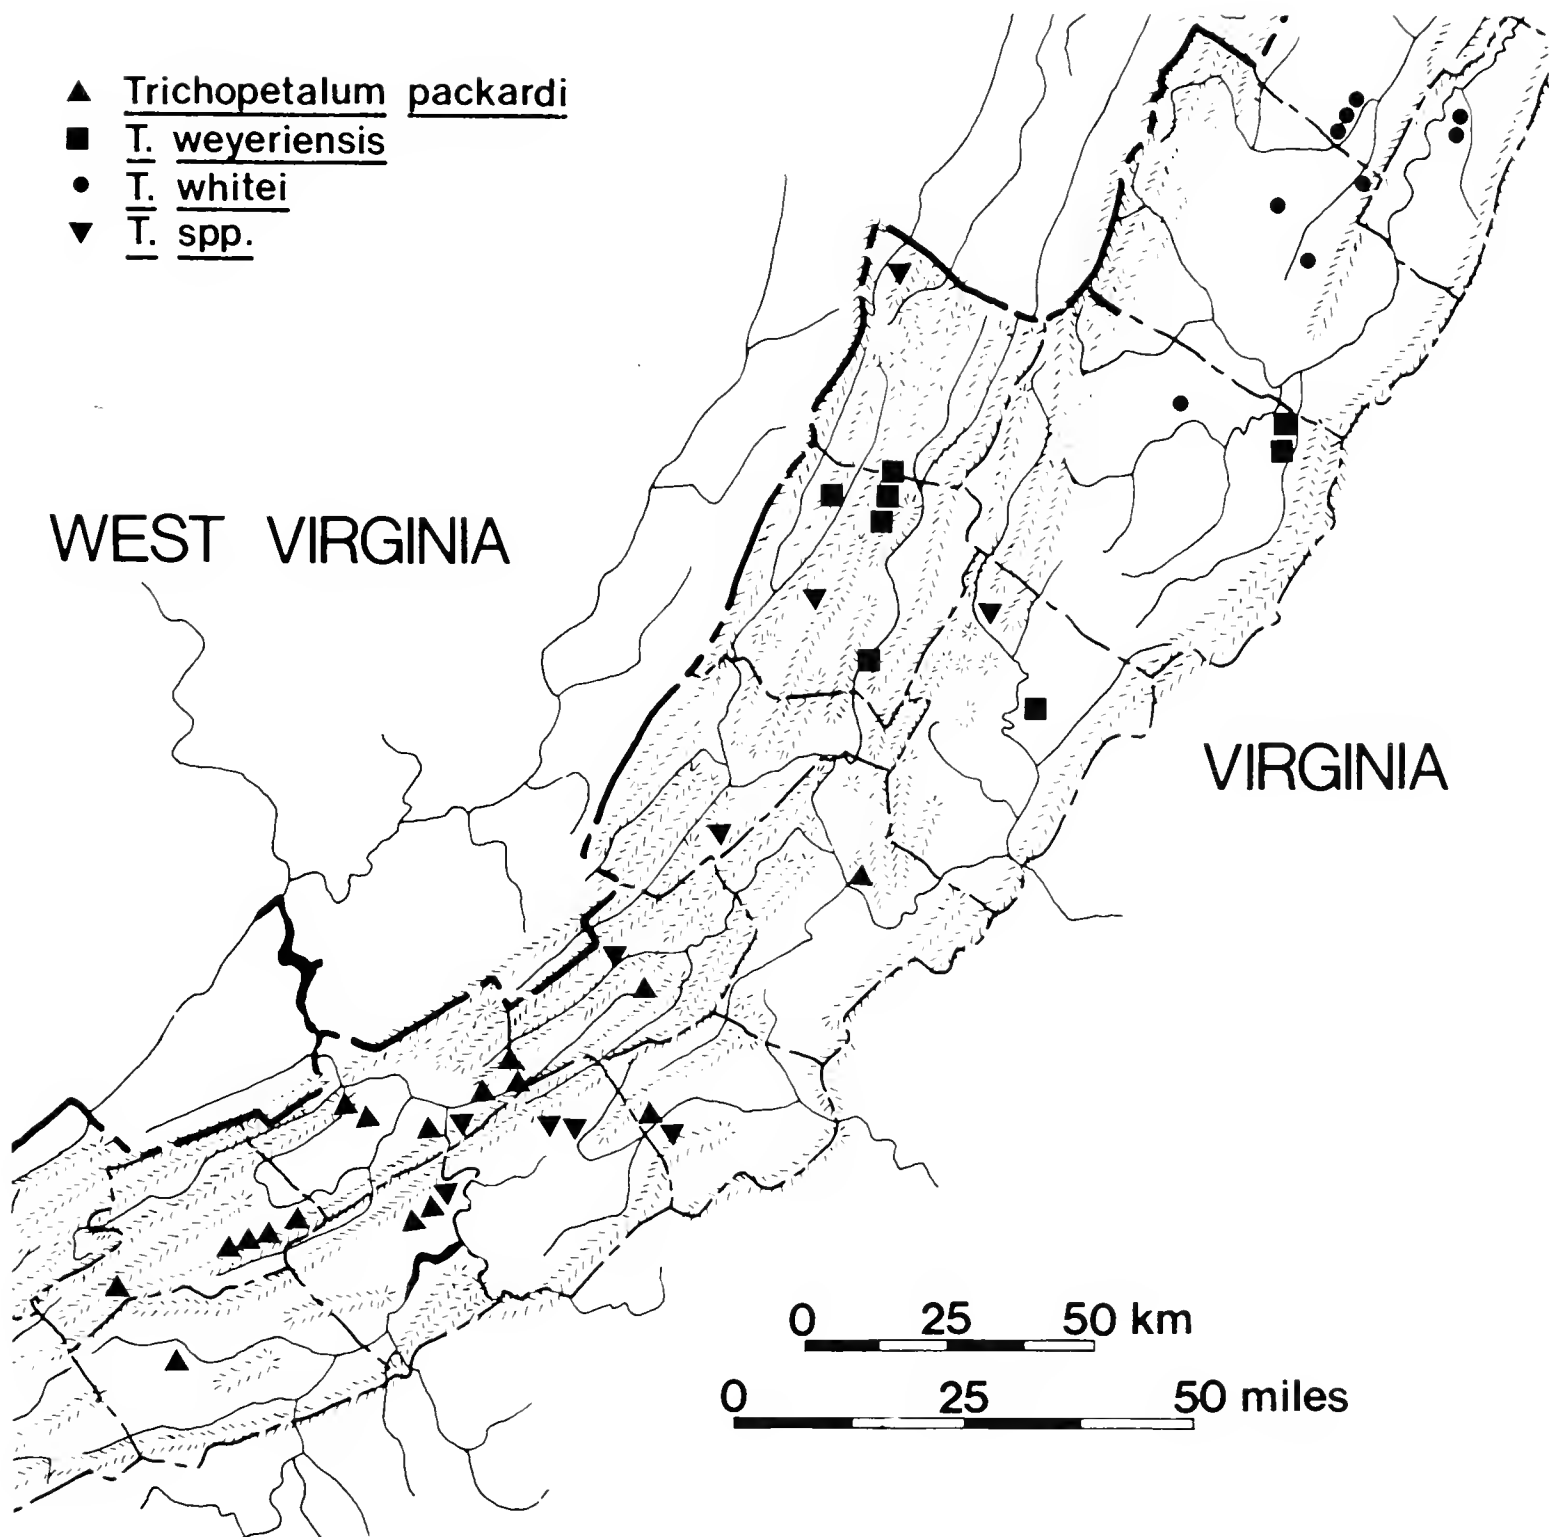 Trichopetalum packardi
T. weyeriensis
T. whitei
T. spp.
WEST VIRGINIA
VIRGINIA
0 25 50 km
0 25 50 miles